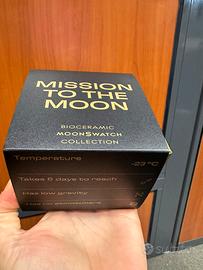 MISSION TO THE MOON
BIOCERAMIC
MOONSWATCH
COLLECTION
Temperature -23 °C
Takes 6 days to reach
Has low gravity